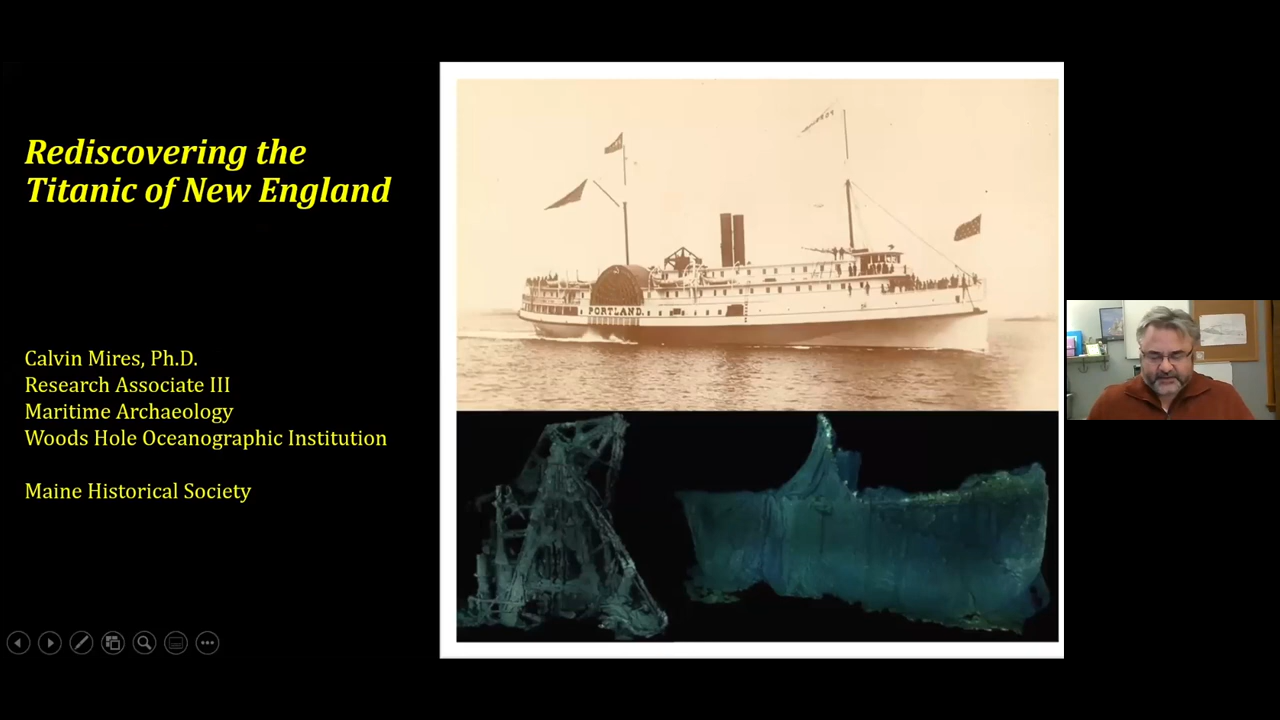 Rediscovering the
Titanic of New England
Calvin Mires, Ph.D.
Research Associate III
Maritime Archaeology
Woods Hole Oceanographic Institution
Maine Historical Society
PORTLAND.